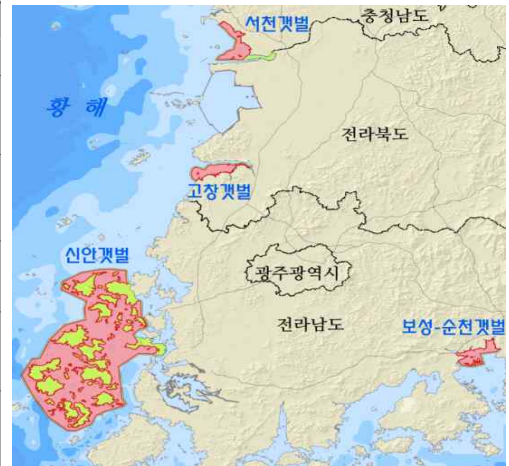 서천갯벌
충청남도
황 해
전라북도
고창갯벌
신안갯벌
광주광역시
전라남도
보성-순천갯벌